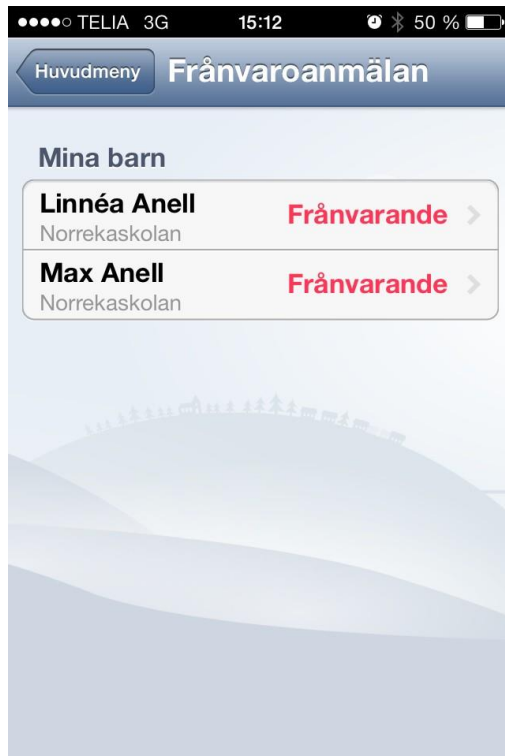 TELIA 3G 15:12 50 %
Huvudmeny Frånvaroanmälan
Mina barn
Linnéa Anell Frånvarande
Norrekaskolan
Max Anell Frånvarande
Norrekaskolan